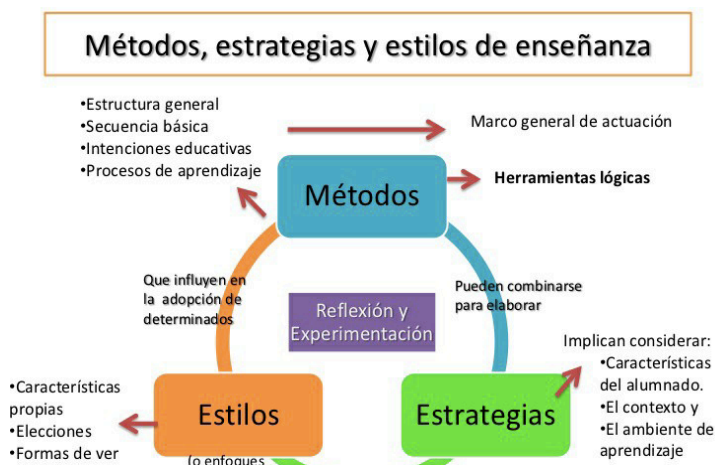 Métodos, estrategias y estilos de enseñanza
•Estructura general
•Secuencia básica
•Intenciones educativas
•Procesos de aprendizaje
Marco general de actuación
Métodos
Herramientas lógicas
Que influyen en
la adopción de
determinados
Pueden combinarse
para elaborar
Reflexión y
Experimentación
Implican considerar:
•Características
del alumnado.
•El contexto y
•El ambiente de
aprendizaje
•Características
propias
•Elecciones
•Formas de ver
Estilos
Estrategias
(o enfoques